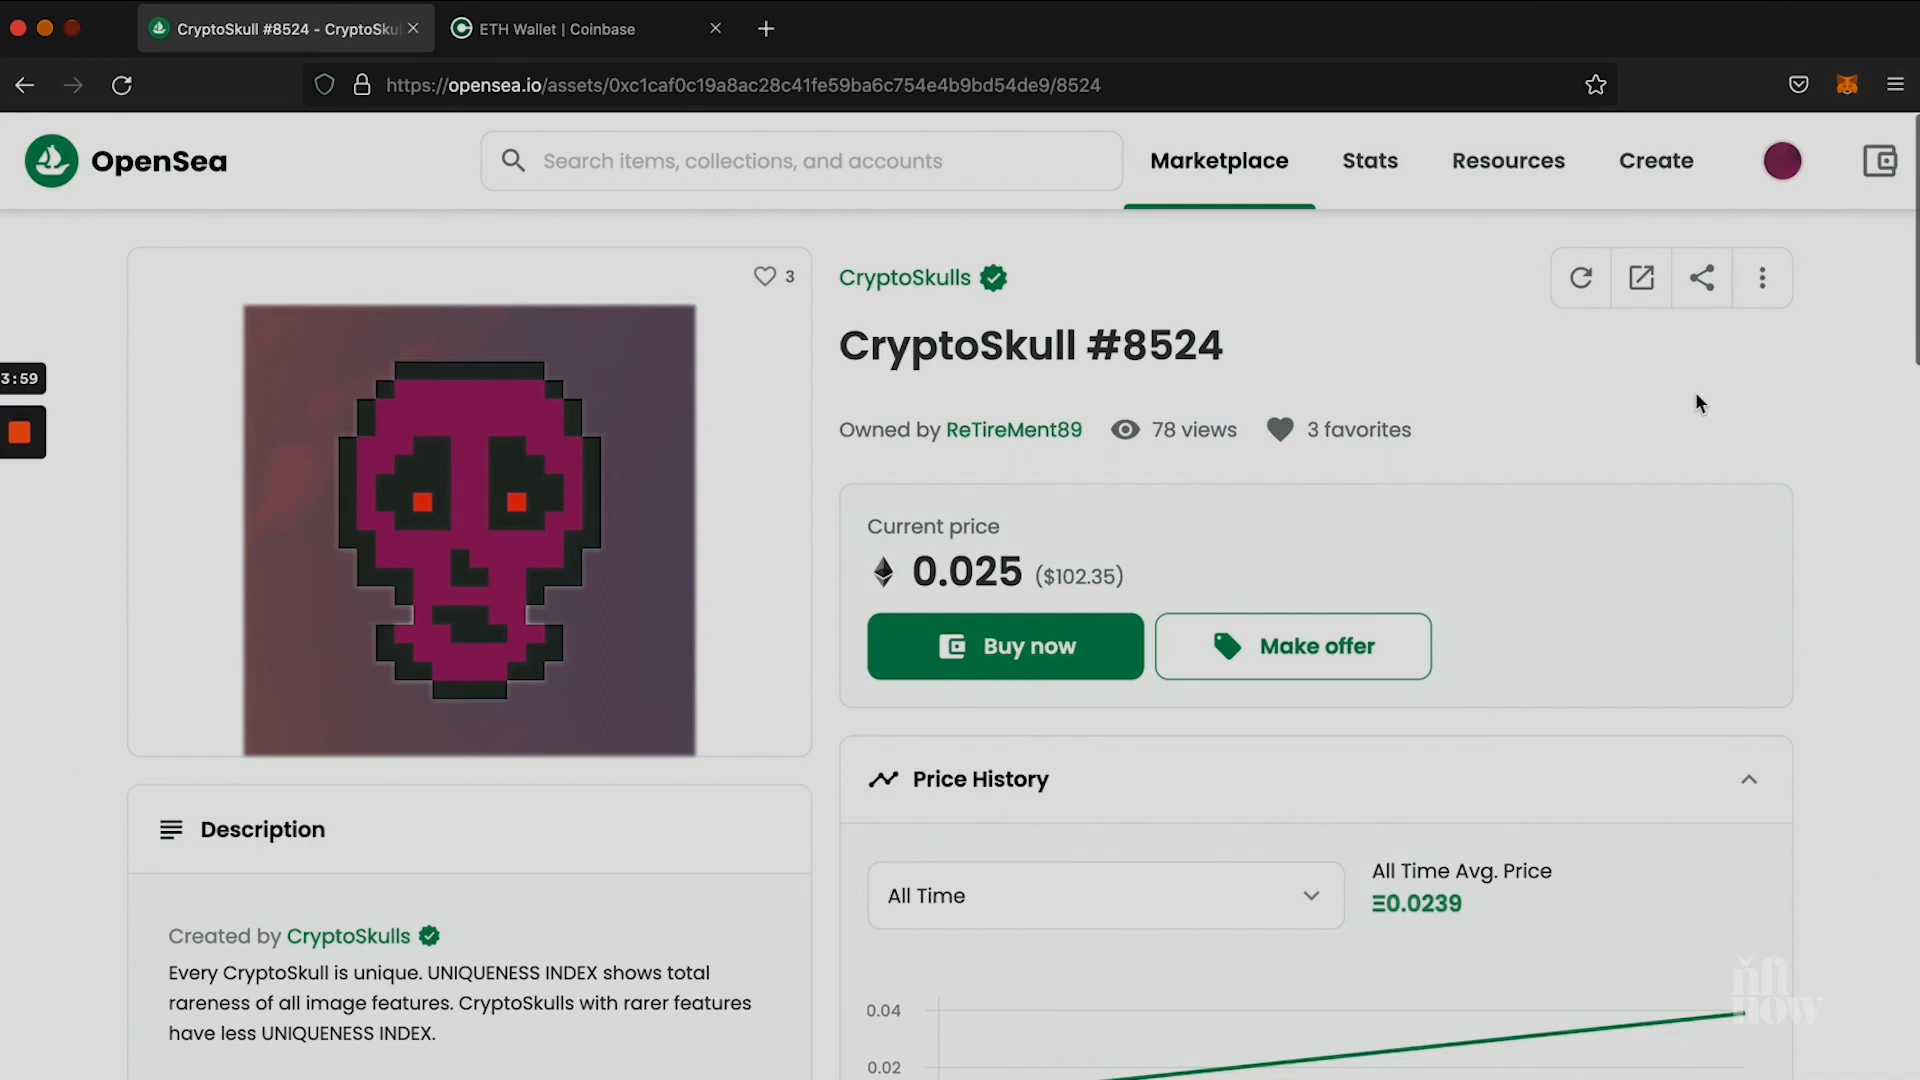 CryptoSkull #8524 - CryptoSku
ETH Wallet | Coinbase
https://opensea.io/assets/0xc1caf0c19a8ac28c41fe59ba6c754e4b9bd54de9/8524
OpenSea
Search items, collections, and accounts
Marketplace
Stats
Resources
Create
3
CryptoSkulls
CryptoSkull #8524
3:59
Owned by ReTireMent89
78 views
3 favorites
Current price
0.025 ($102.35)
Buy now
Make offer
Price History
Description
All Time
All Time Avg. Price
Ξ0.0239
Created by CryptoSkulls
Every CryptoSkull is unique. UNIQUENESS INDEX shows total
rareness of all image features. CryptoSkulls with rarer features
have less UNIQUENESS INDEX.
0.04
0.02
nft
now